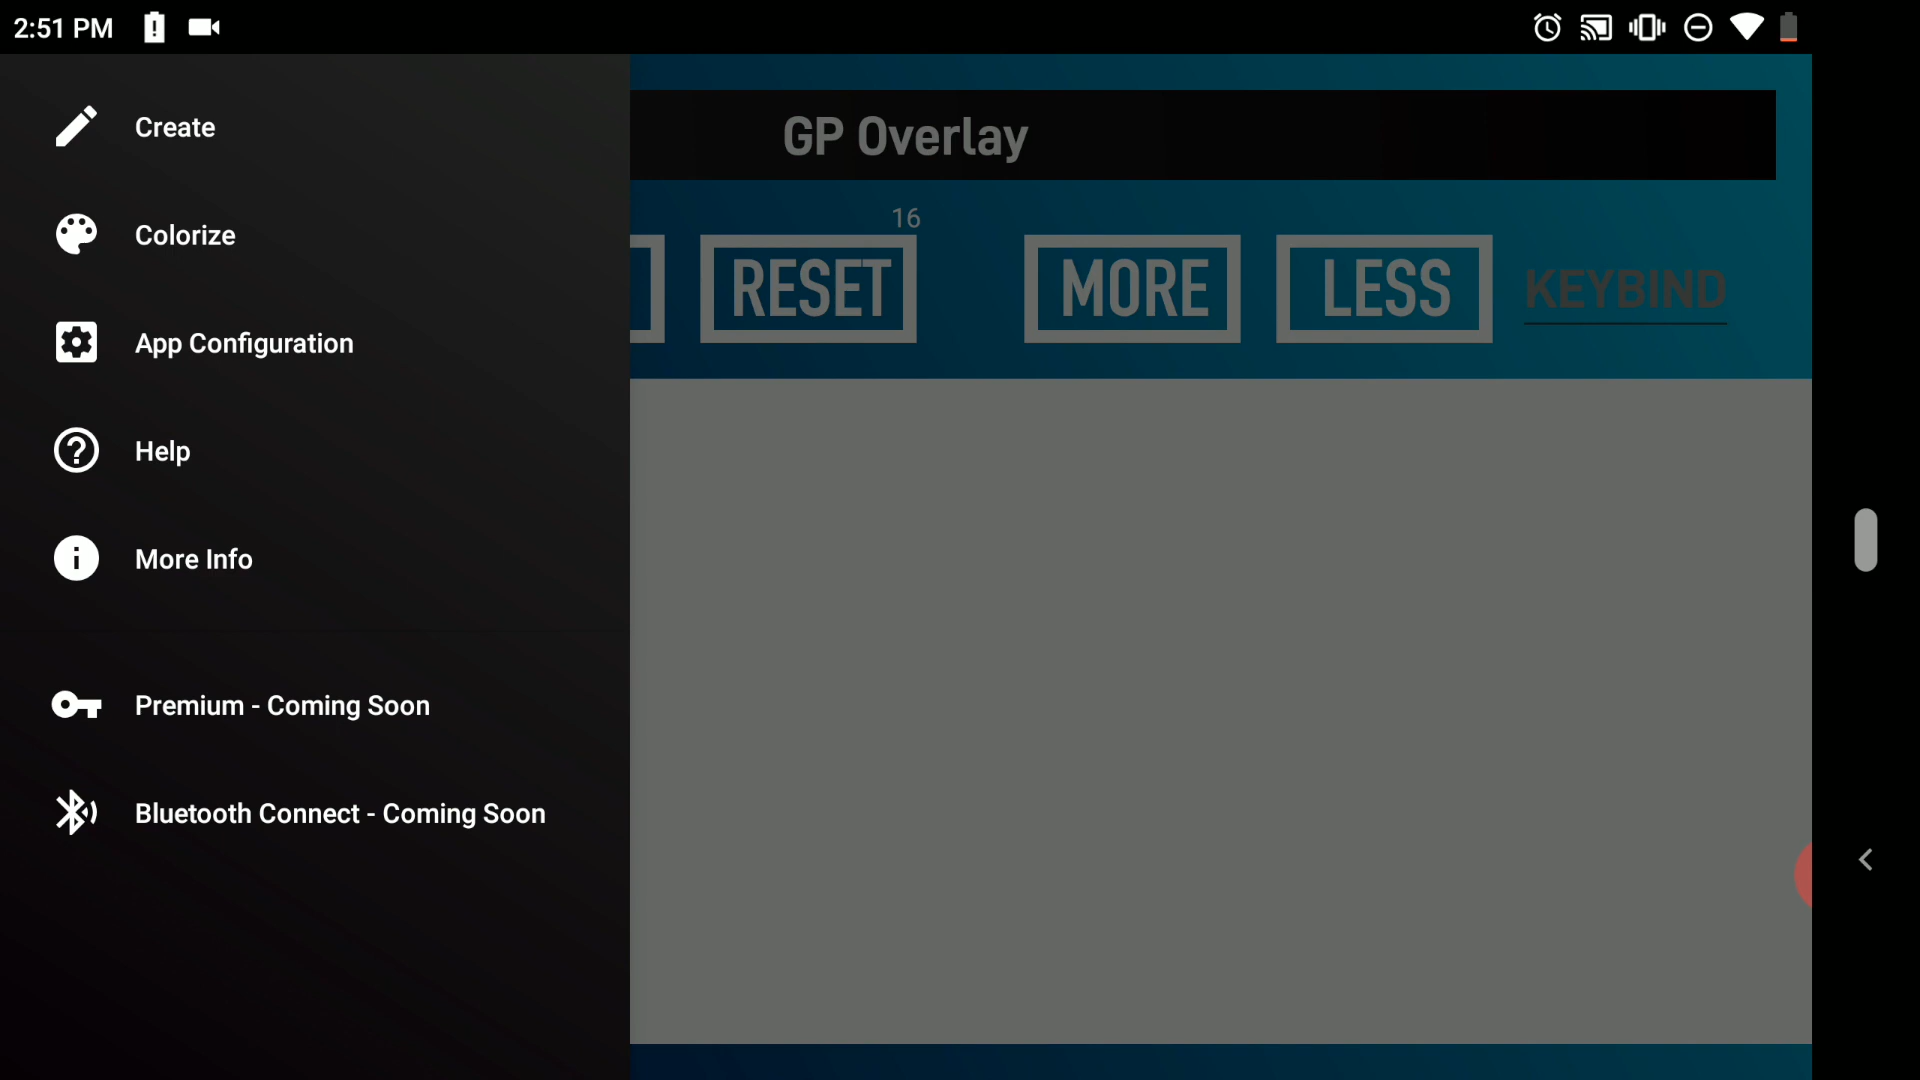 2:51 PM
Create
Colorize
App Configuration
Help
More Info
Premium - Coming Soon
Bluetooth Connect - Coming Soon
GP Overlay
16
RESET
MORE
LESS
KEYBIND